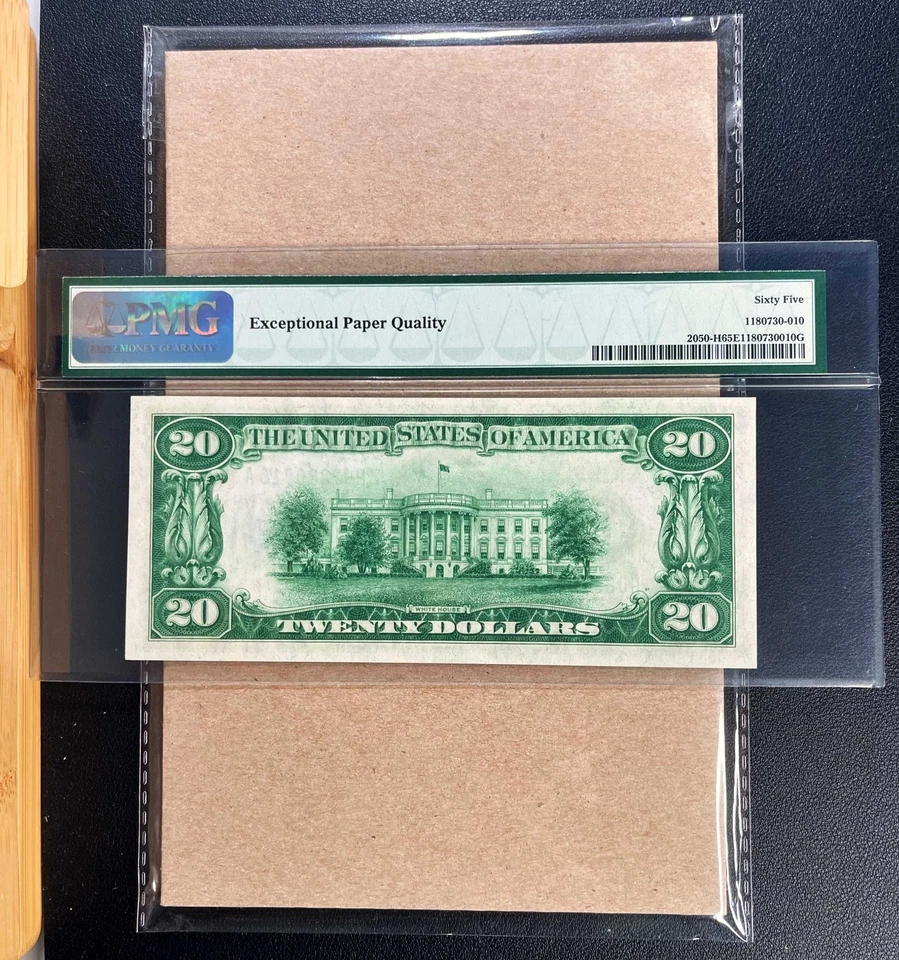 PMG
PAPER MONEY GUARANTY
Exceptional Paper Quality
Sixty Five
1180730-010
2050-H65E1180730010G
20 THE UNITED STATES OF AMERICA 20
WHITE HOUSE
20 TWENTY DOLLARS 20